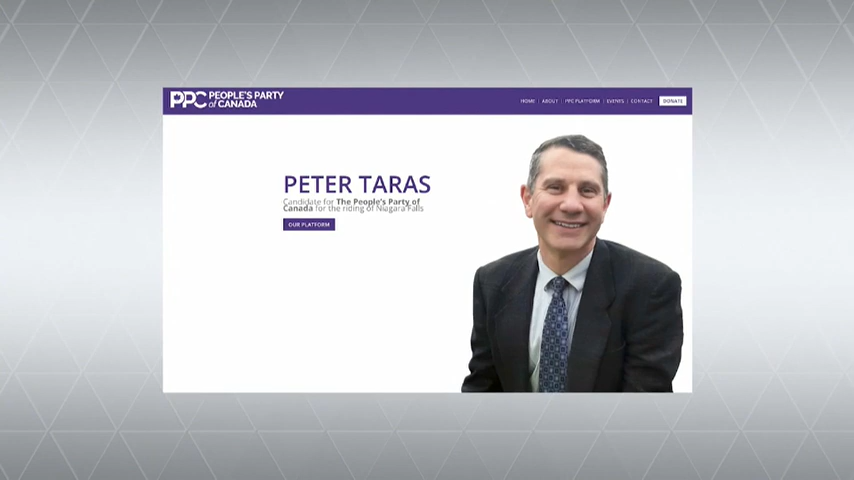 PPC PEOPLE'S PARTY
of CANADA
HOME | ABOUT | PPC PLATFORM | EVENTS | CONTACT DONATE
PETER TARAS
Candidate for The People's Party of
Canada for the riding of Niagara Falls
OUR PLATFORM